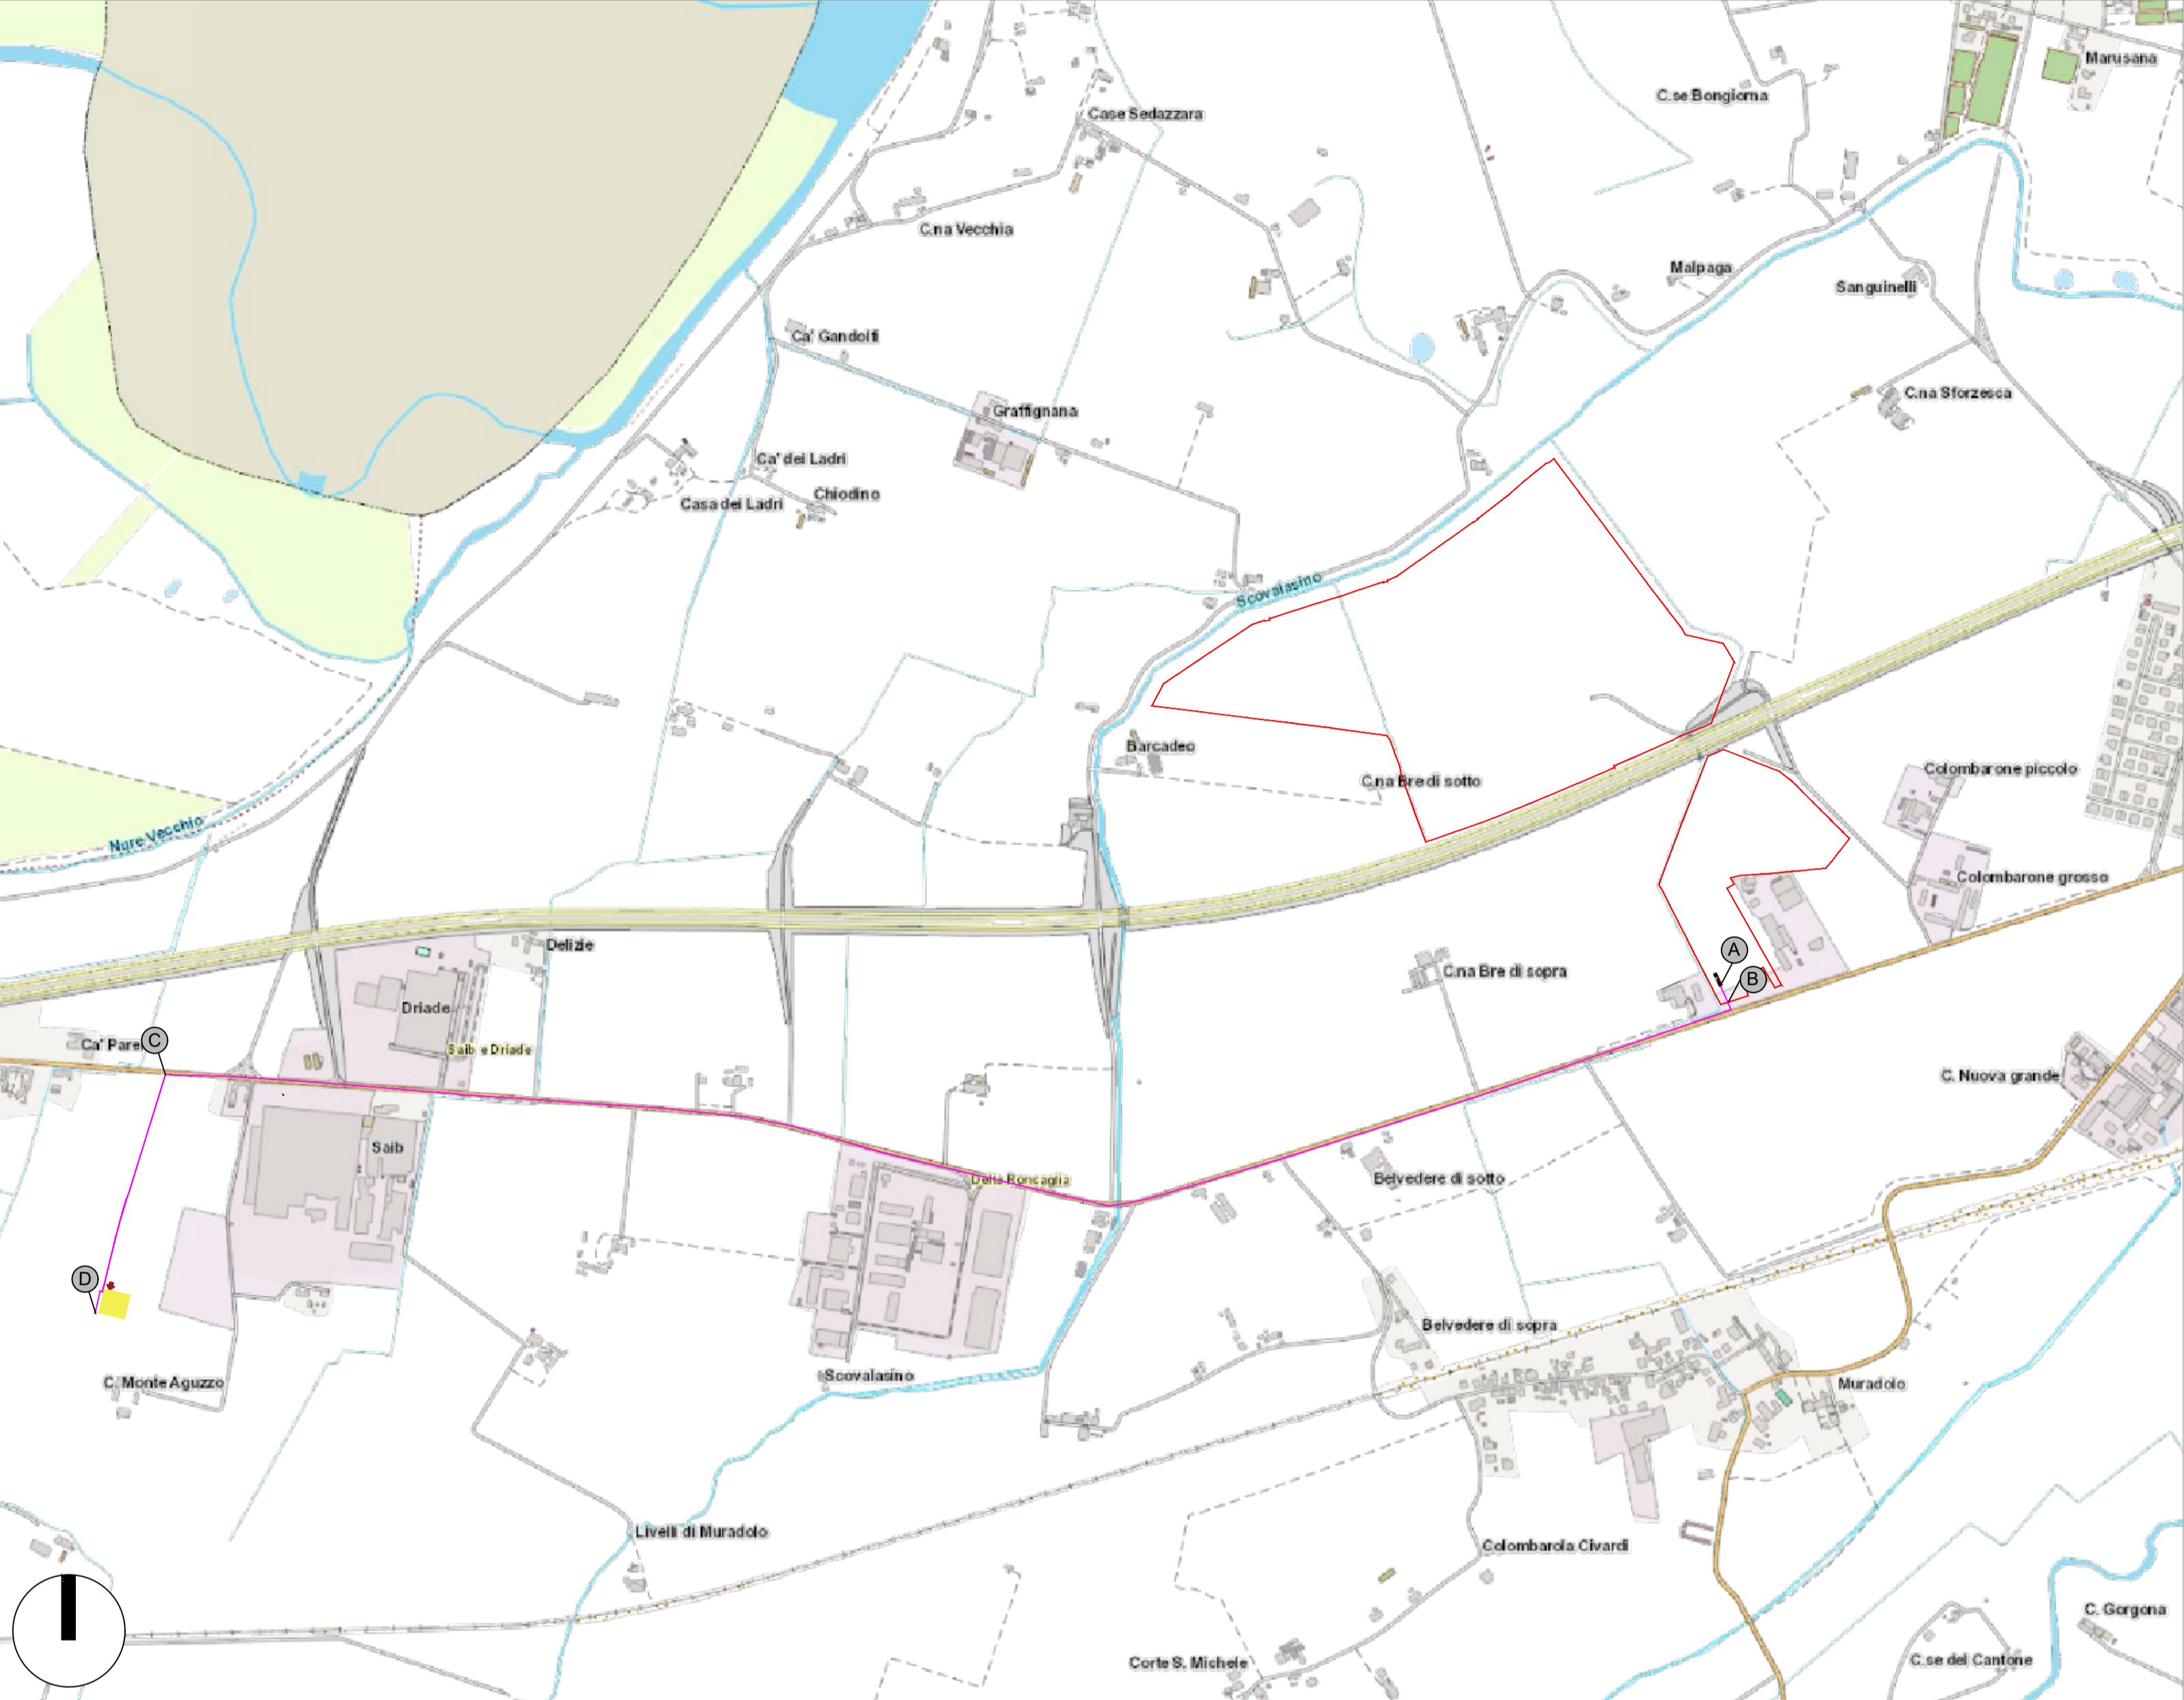 Marusana
C.se Bongiorna
Case Sedazzara
C.na Vecchia
Malpaga
Sanguinelli
Ca' Gandolfi
C.na Sforzesca
Graffignana
Ca' dei Ladri
Chiodino
Casa dei Ladri
Scovalasino
Barcadeo
C.na Bre di sotto
Colombarone piccolo
Nure Vecchio
Colombarone grosso
Delizie
A
C.na Bre di sopra
B
Driade
Ca' Pare
C
Saib e Driade
C. Nuova grande
Saib
Della Roncaglia
Belvedere di sotto
D
Belvedere di sopra
Scovalasino
C. Monte Aguzzo
Muradolo
Livelli di Muradolo
Colombarola Civardi
C. Gorgona
Corte S. Michele
C.se del Cantone